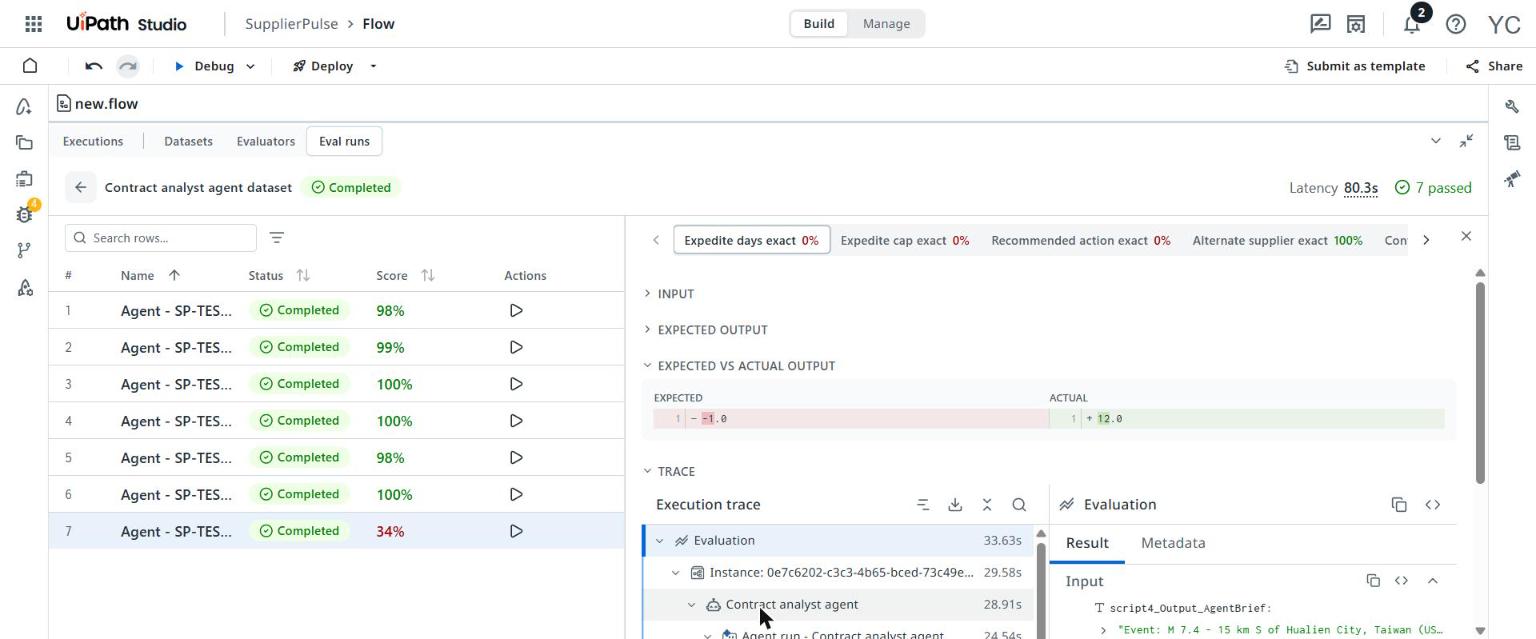 UiPath Studio SupplierPulse > Flow Build Manage 2 YC
Debug Deploy Submit as template Share
new.flow
Executions Datasets Evaluators Eval runs
4
Contract analyst agent dataset Completed Latency 80.3s 7 passed
Search rows... Expedite days exact 0% Expedite cap exact 0% Recommended action exact 0% Alternate supplier exact 100% Con
# Name Status Score Actions
1 Agent - SP-TES... Completed 98%
2 Agent - SP-TES... Completed 99%
3 Agent - SP-TES... Completed 100%
4 Agent - SP-TES... Completed 100%
5 Agent - SP-TES... Completed 98%
6 Agent - SP-TES... Completed 100%
7 Agent - SP-TES... Completed 34%
INPUT
EXPECTED OUTPUT
EXPECTED VS ACTUAL OUTPUT
EXPECTED ACTUAL
1 - -1.0 1 + 12.0
TRACE
Execution trace Evaluation
Evaluation 33.63s Result Metadata
Instance: 0e7c6202-c3c3-4b65-bced-73c49e... 29.58s Input
Contract analyst agent 28.91s script4_Output_AgentBrief:
Agent run - Contract analyst agent 24.54s "Event: M 7.4 - 15 km S of Hualien City, Taiwan (US…